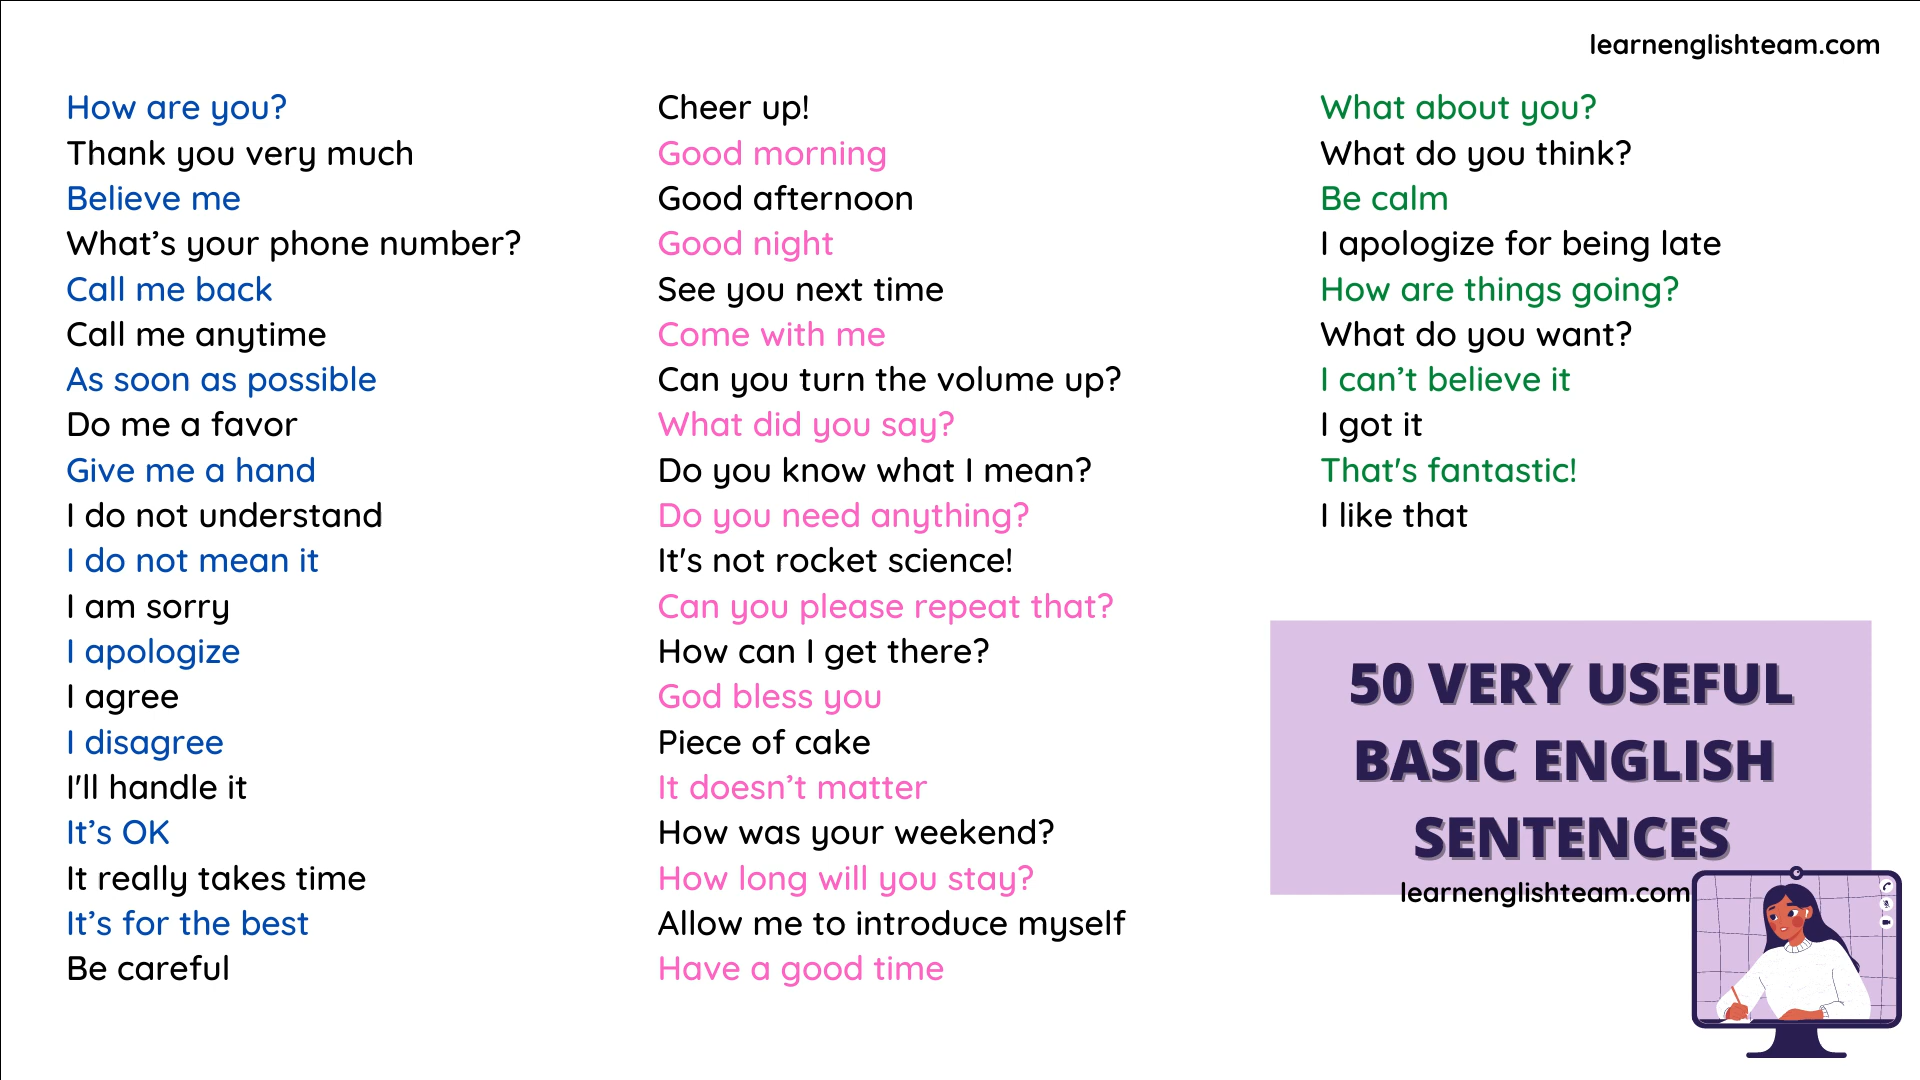 learnenglishteam.com
How are you?
Thank you very much
Believe me
What’s your phone number?
Call me back
Call me anytime
As soon as possible
Do me a favor
Give me a hand
I do not understand
I do not mean it
I am sorry
I apologize
I agree
I disagree
I'll handle it
It’s OK
It really takes time
It’s for the best
Be careful
Cheer up!
Good morning
Good afternoon
Good night
See you next time
Come with me
Can you turn the volume up?
What did you say?
Do you know what I mean?
Do you need anything?
It's not rocket science!
Can you please repeat that?
How can I get there?
God bless you
Piece of cake
It doesn’t matter
How was your weekend?
How long will you stay?
Allow me to introduce myself
Have a good time
What about you?
What do you think?
Be calm
I apologize for being late
How are things going?
What do you want?
I can’t believe it
I got it
That's fantastic!
I like that
50 VERY USEFUL
BASIC ENGLISH
SENTENCES
learnenglishteam.com